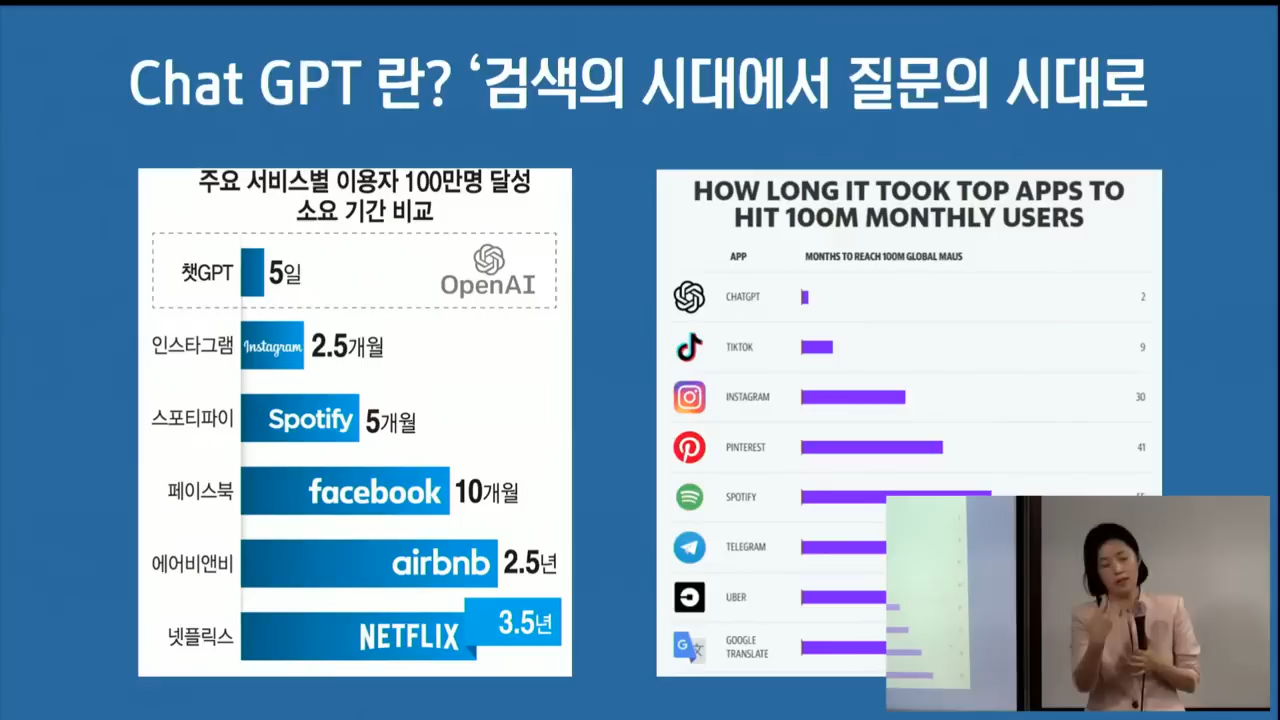 Chat GPT 란? ‘검색의 시대에서 질문의 시대로
주요 서비스별 이용자 100만명 달성
소요 기간 비교
챗GPT 5일 OpenAI
인스타그램 Instagram 2.5개월
스포티파이 Spotify 5개월
페이스북 facebook 10개월
에어비앤비 airbnb 2.5년
넷플릭스 NETFLIX 3.5년
HOW LONG IT TOOK TOP APPS TO
HIT 100M MONTHLY USERS
APP MONTHS TO REACH 100M GLOBAL MAUS
CHATGPT 2
TIKTOK 9
INSTAGRAM 30
PINTEREST 41
SPOTIFY
TELEGRAM
UBER
GOOGLE
TRANSLATE